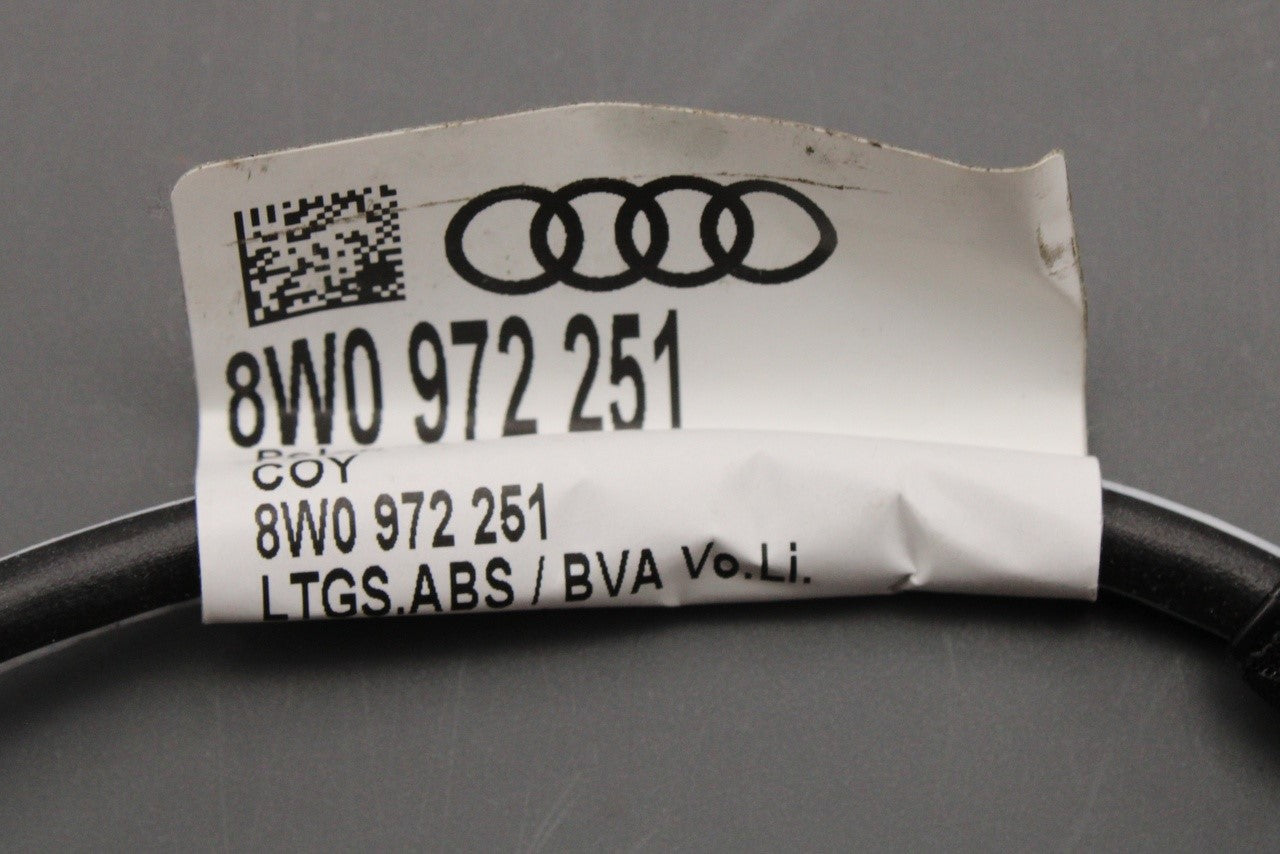 8W0 972 251
COY
8W0 972 251
LTGS.ABS / BVA Vo.Li.